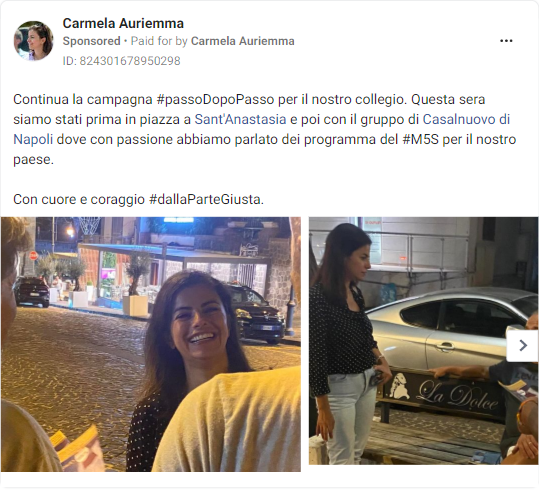 Carmela Auriemma
Sponsored • Paid for by Carmela Auriemma
ID: 824301678950298
Continua la campagna #passoDopoPasso per il nostro collegio. Questa sera
siamo stati prima in piazza a Sant'Anastasia e poi con il gruppo di Casalnuovo di
Napoli dove con passione abbiamo parlato dei programma del #M5S per il nostro
paese.
Con cuore e coraggio #dallaParteGiusta.
La Dolce